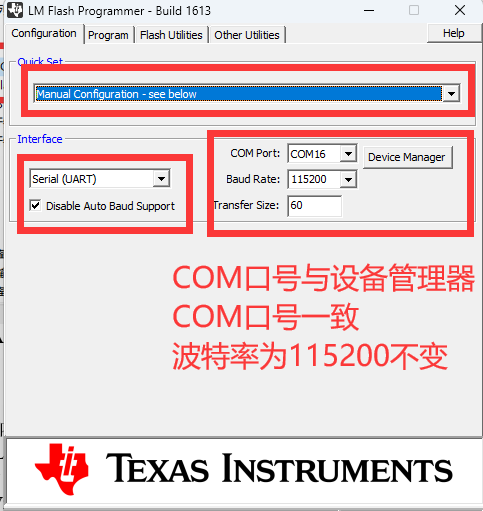 LM Flash Programmer - Build 1613
Configuration Program Flash Utilities Other Utilities Help
Quick Set
Manual Configuration - see below
Interface
Serial (UART)
Disable Auto Baud Support
COM Port: COM16 Device Manager
Baud Rate: 115200
Transfer Size: 60
COM口号与设备管理器
COM口号一致
波特率为115200不变
TEXAS INSTRUMENTS